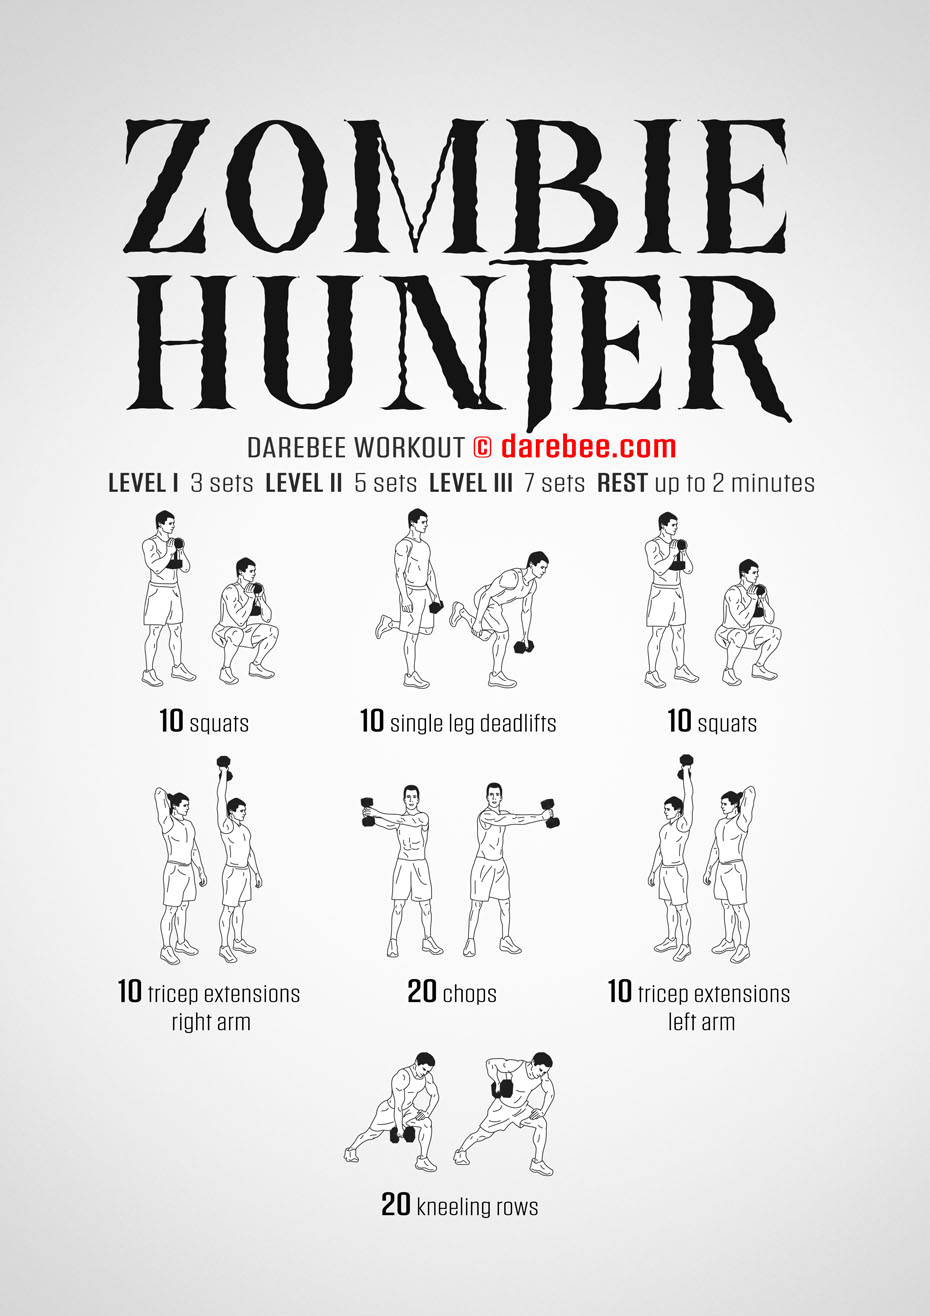 ZOMBIE
HUNTER
DAREBEE WORKOUT © darebee.com
LEVEL I 3 sets LEVEL II 5 sets LEVEL III 7 sets REST up to 2 minutes
10 squats
10 single leg deadlifts
10 squats
10 tricep extensions
right arm
20 chops
10 tricep extensions
left arm
20 kneeling rows